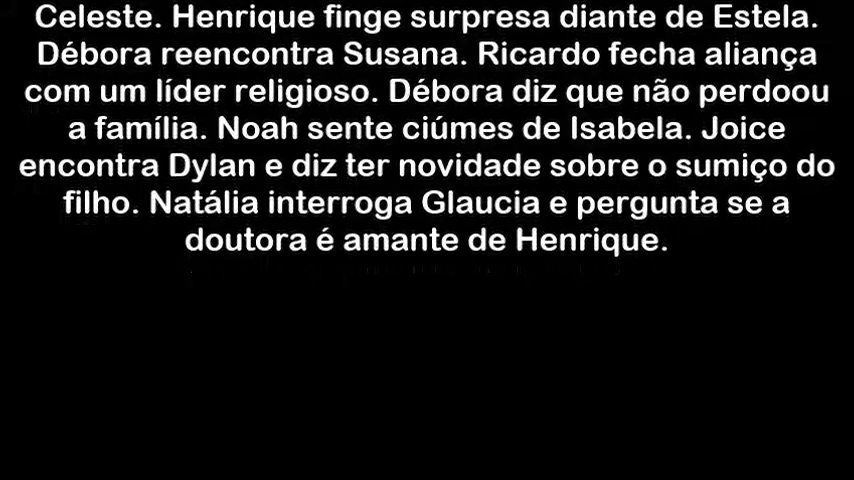 Celeste. Henrique finge surpresa diante de Estela.
Débora reencontra Susana. Ricardo fecha aliança
com um líder religioso. Débora diz que não perdoou
a família. Noah sente ciúmes de Isabela. Joice
encontra Dylan e diz ter novidade sobre o sumiço do
filho. Natália interroga Glaucia e pergunta se a
doutora é amante de Henrique.